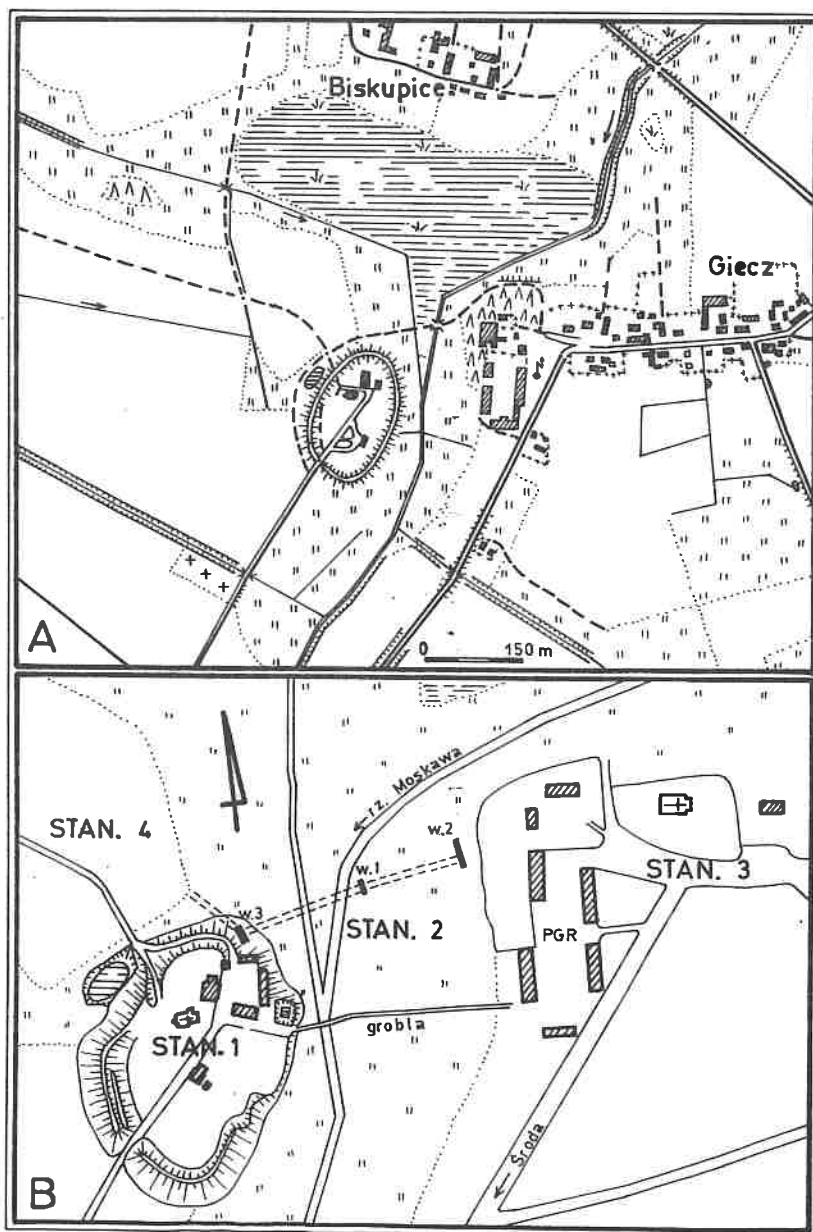 Biskupice
Giecz
A
0 150 m
rz. Moskawa
STAN. 4
w.2
w.1
STAN. 3
w.3
STAN. 2
PGR
grobla
STAN. 1
Środa
B